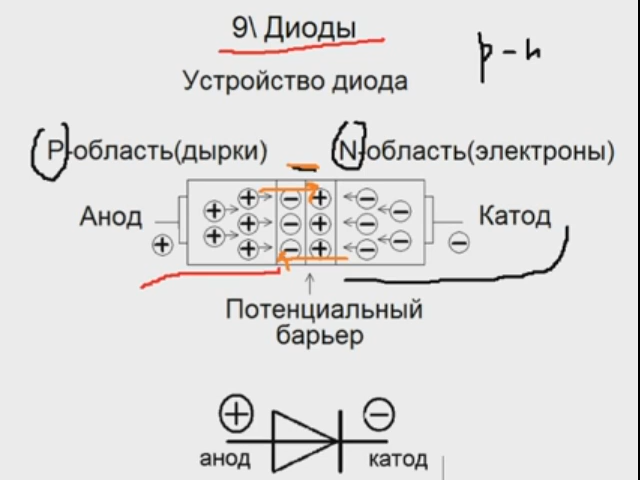 9\ Диоды
p-n
Устройство диода
P-область(дырки) N-область(электроны)
Анод Катод
+ + - + - -
+ + - + - -
+ + - + - -
Потенциальный
барьер
+ -
анод катод